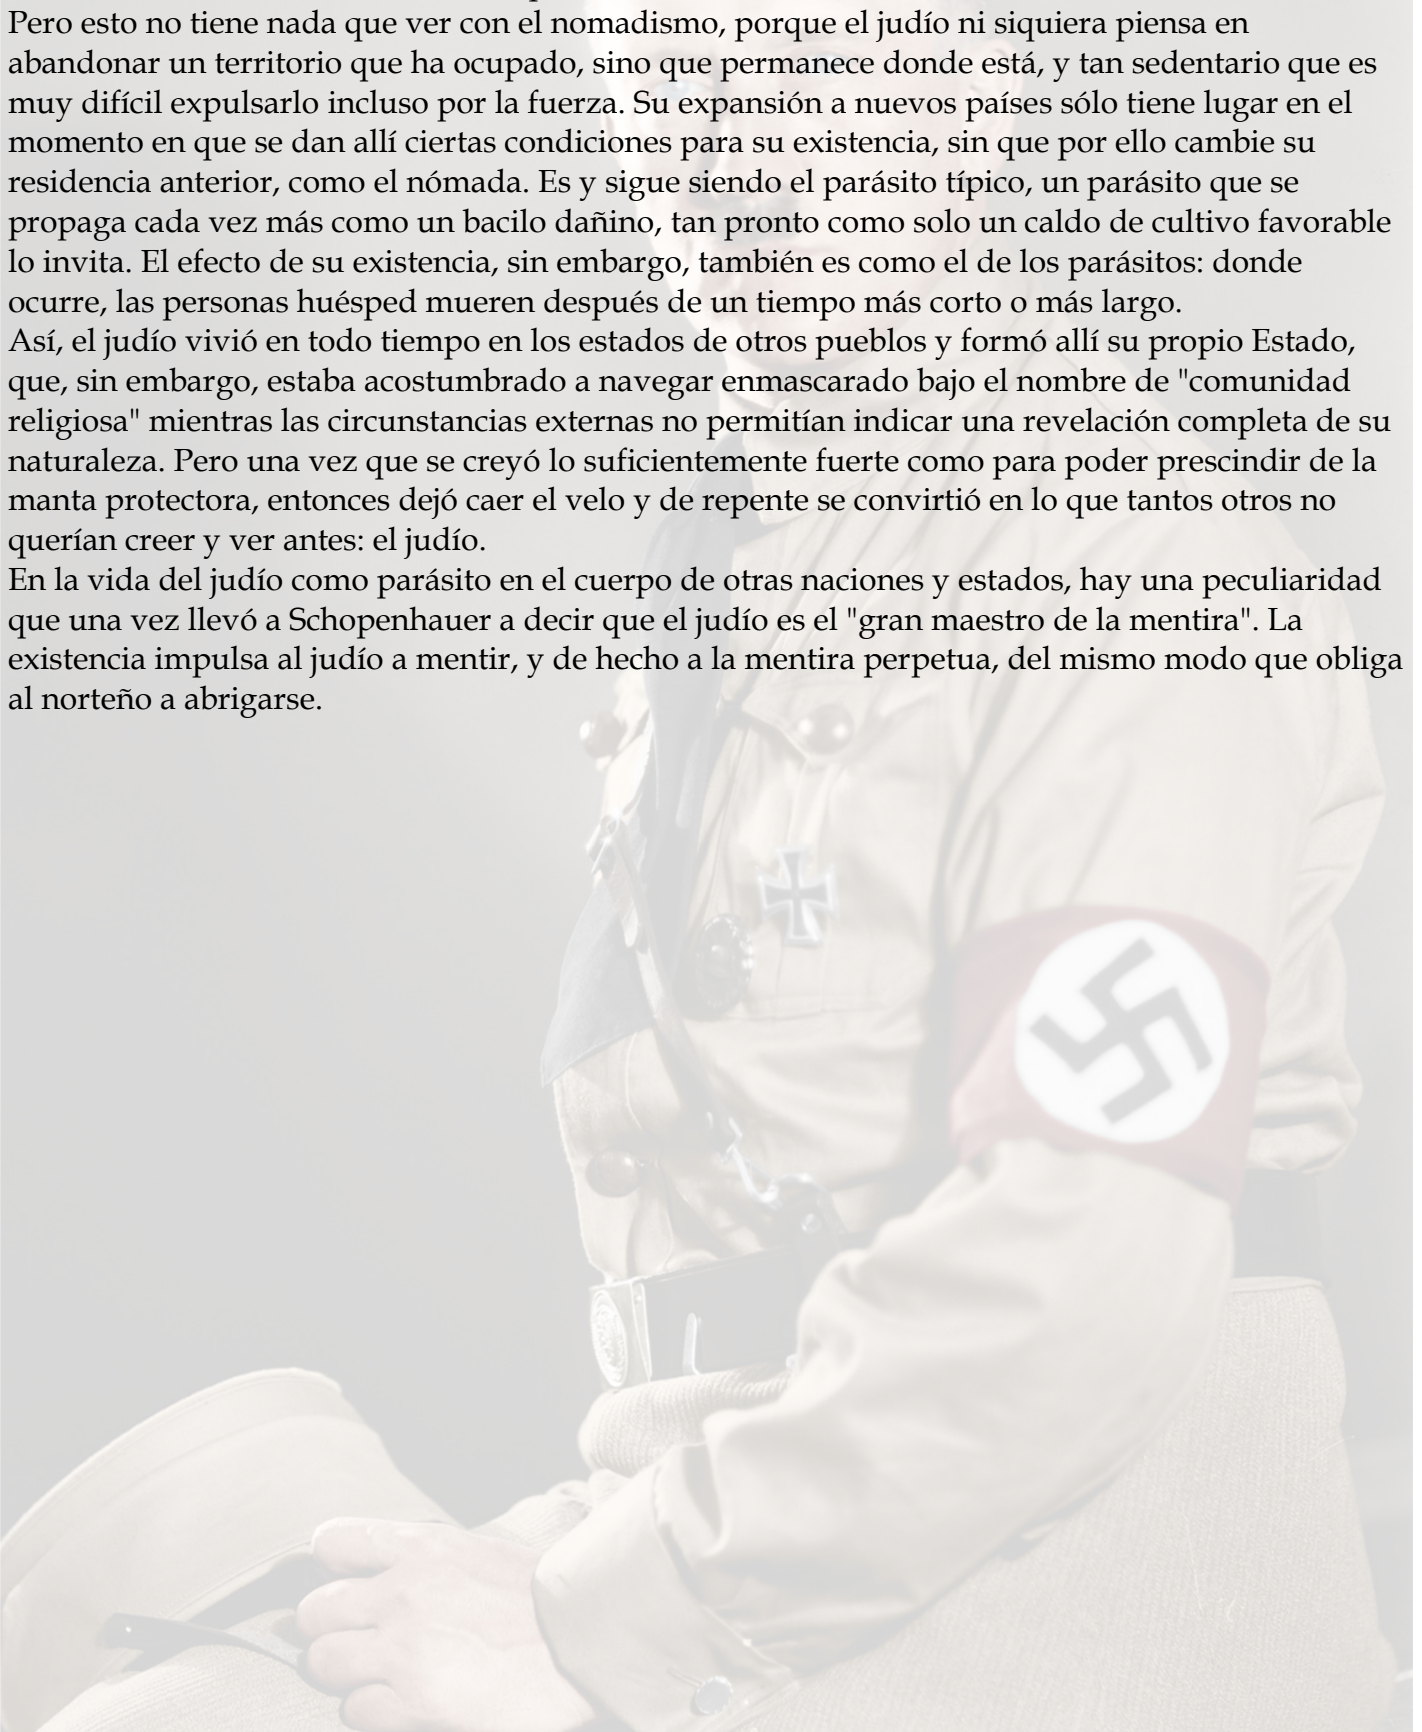 Pero esto no tiene nada que ver con el nomadismo, porque el judío ni siquiera piensa en
abandonar un territorio que ha ocupado, sino que permanece donde está, y tan sedentario que es
muy difícil expulsarlo incluso por la fuerza. Su expansión a nuevos países sólo tiene lugar en el
momento en que se dan allí ciertas condiciones para su existencia, sin que por ello cambie su
residencia anterior, como el nómada. Es y sigue siendo el parásito típico, un parásito que se
propaga cada vez más como un bacilo dañino, tan pronto como solo un caldo de cultivo favorable
lo invita. El efecto de su existencia, sin embargo, también es como el de los parásitos: donde
ocurre, las personas huésped mueren después de un tiempo más corto o más largo.
Así, el judío vivió en todo tiempo en los estados de otros pueblos y formó allí su propio Estado,
que, sin embargo, estaba acostumbrado a navegar enmascarado bajo el nombre de "comunidad
religiosa" mientras las circunstancias externas no permitían indicar una revelación completa de su
naturaleza. Pero una vez que se creyó lo suficientemente fuerte como para poder prescindir de la
manta protectora, entonces dejó caer el velo y de repente se convirtió en lo que tantos otros no
querían creer y ver antes: el judío.
En la vida del judío como parásito en el cuerpo de otras naciones y estados, hay una peculiaridad
que una vez llevó a Schopenhauer a decir que el judío es el "gran maestro de la mentira". La
existencia impulsa al judío a mentir, y de hecho a la mentira perpetua, del mismo modo que obliga
al norteño a abrigarse.